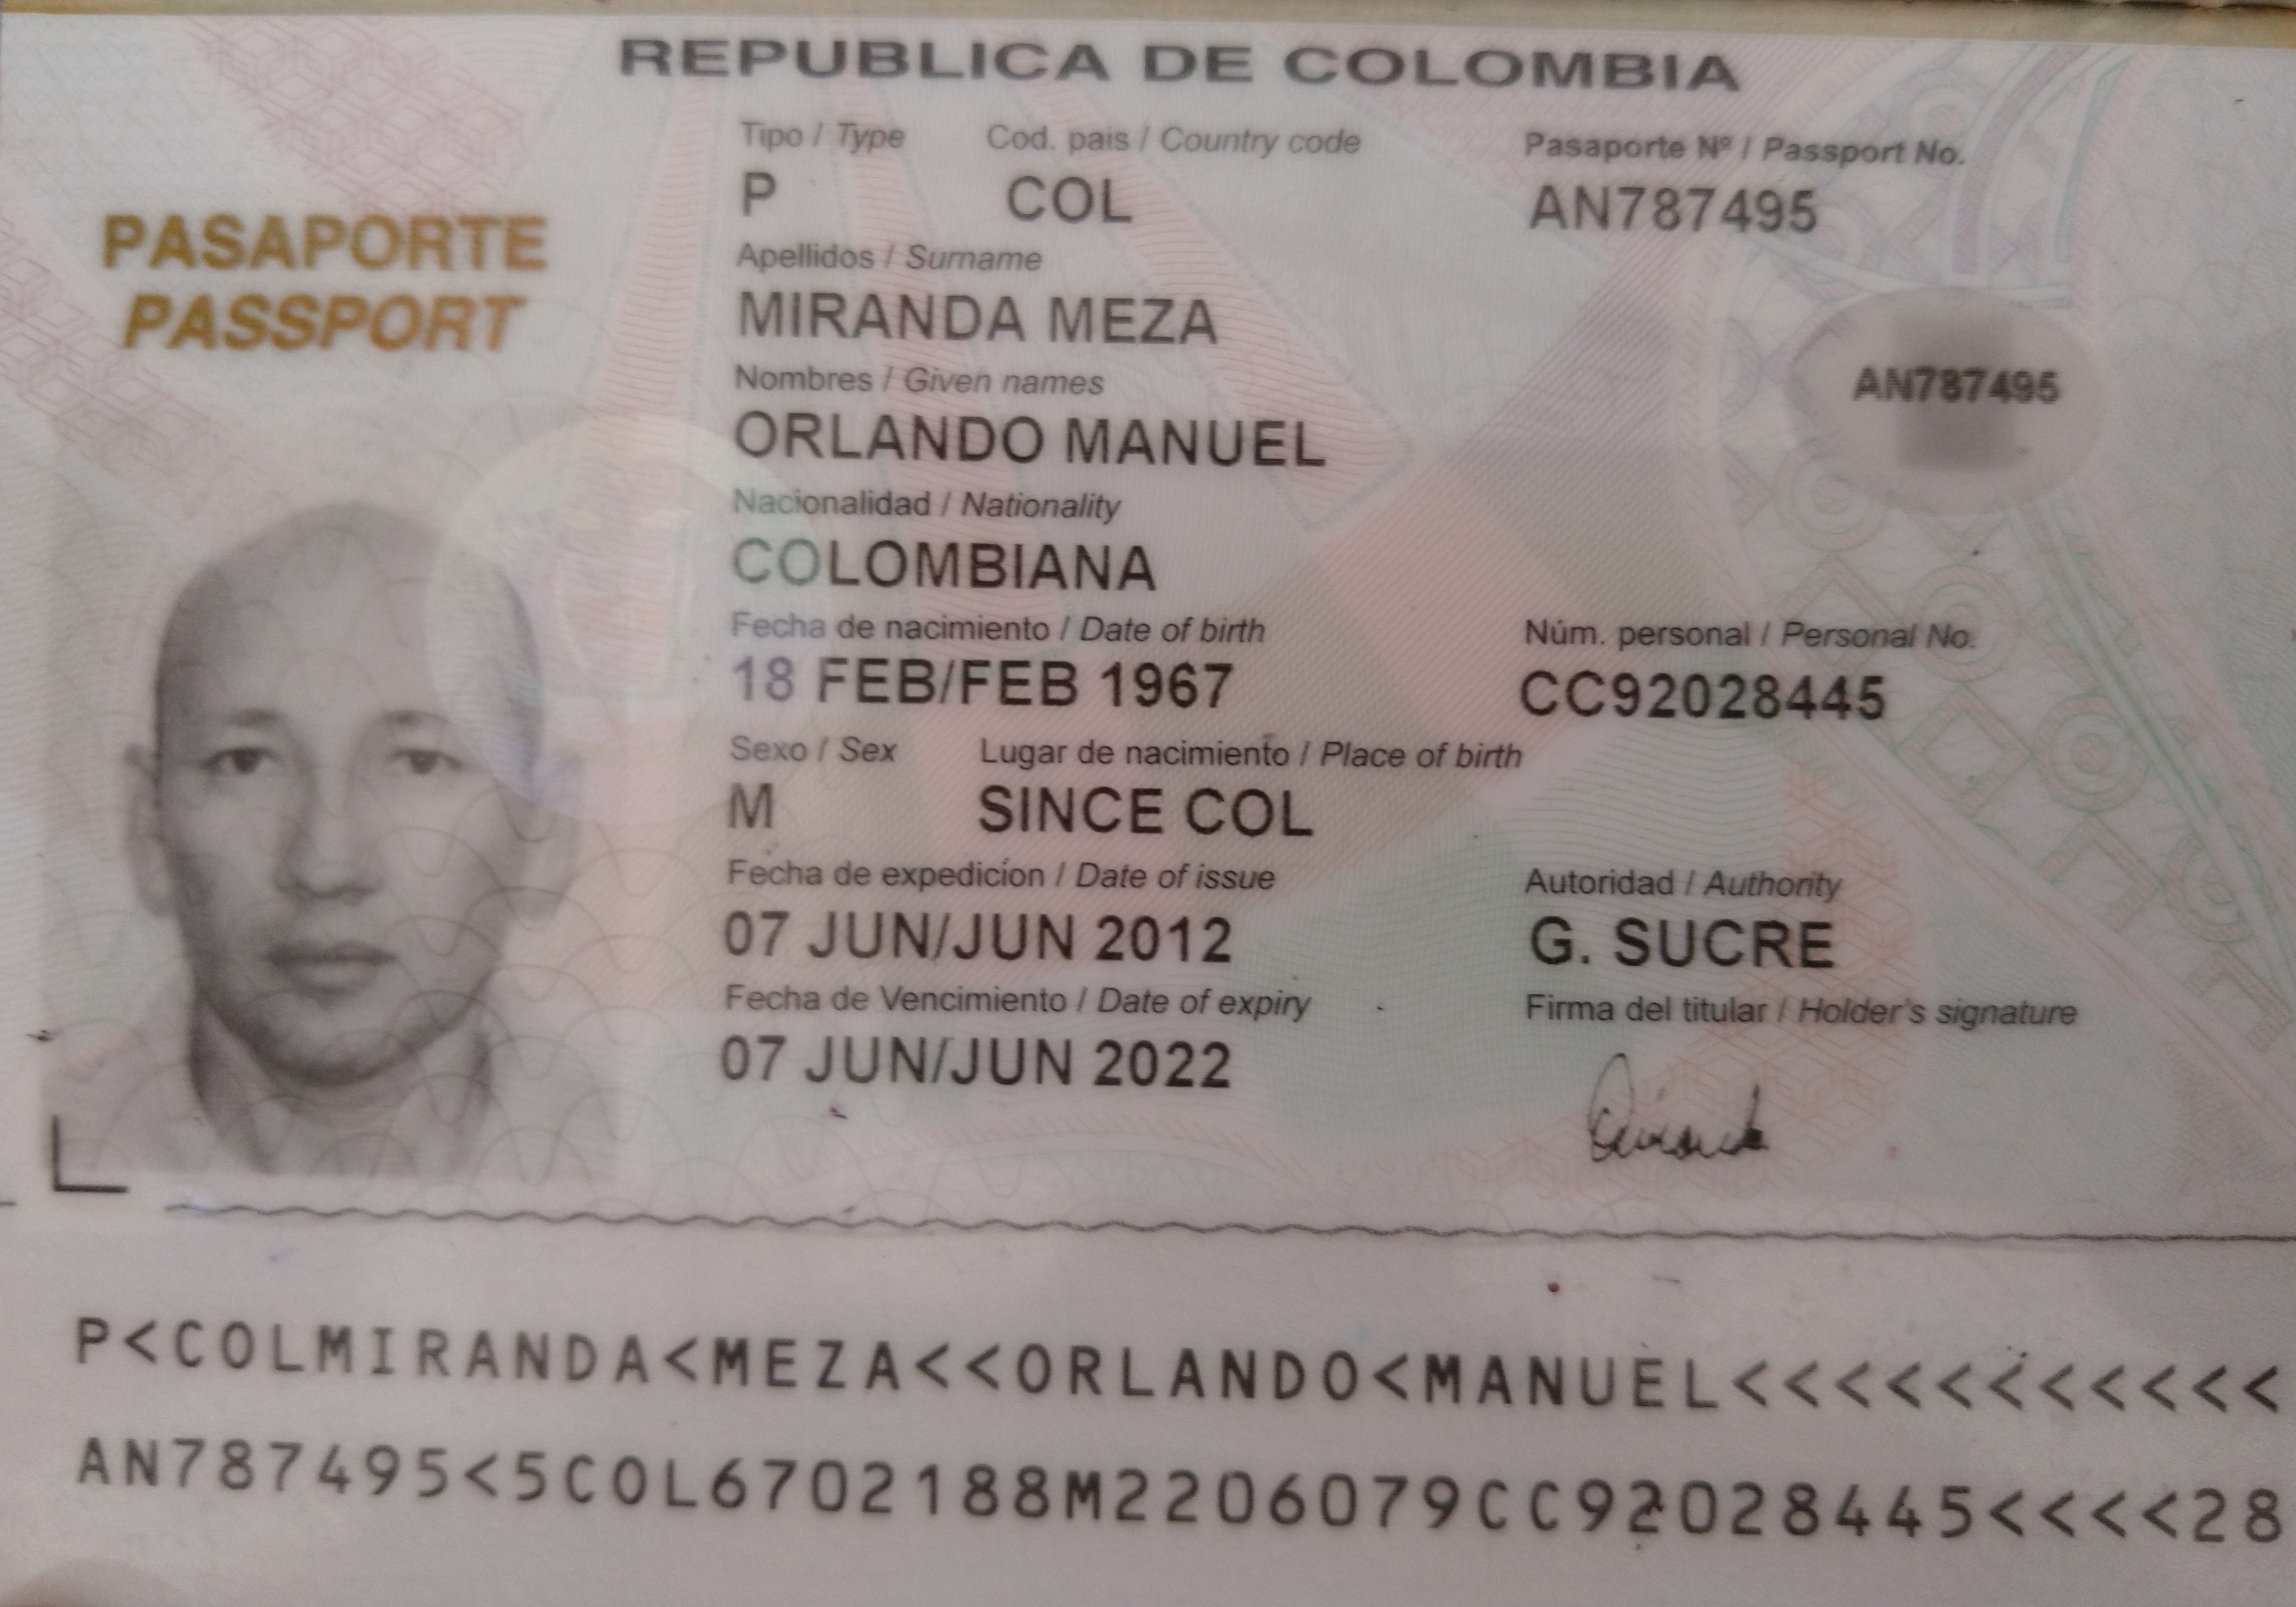 REPUBLICA DE COLOMBIA
Tipo / Type Cod. pais / Country code Pasaporte Nº / Passport No.
P COL AN787495
PASAPORTE
PASSPORT
Apellidos / Surname
MIRANDA MEZA
Nombres / Given names
ORLANDO MANUEL
AN787495
Nacionalidad / Nationality
COLOMBIANA
Fecha de nacimiento / Date of birth Núm. personal / Personal No.
18 FEB/FEB 1967 CC92028445
Sexo / Sex Lugar de nacimiento / Place of birth
M SINCE COL
Fecha de expedicion / Date of issue Autoridad / Authority
07 JUN/JUN 2012 G. SUCRE
Fecha de Vencimiento / Date of expiry Firma del titular / Holder's signature
07 JUN/JUN 2022
P<COLMIRANDA<MEZA<<ORLANDO<MANUEL<<<<<<<<<<<
AN787495<5COL6702188M2206079CC92028445<<<<28